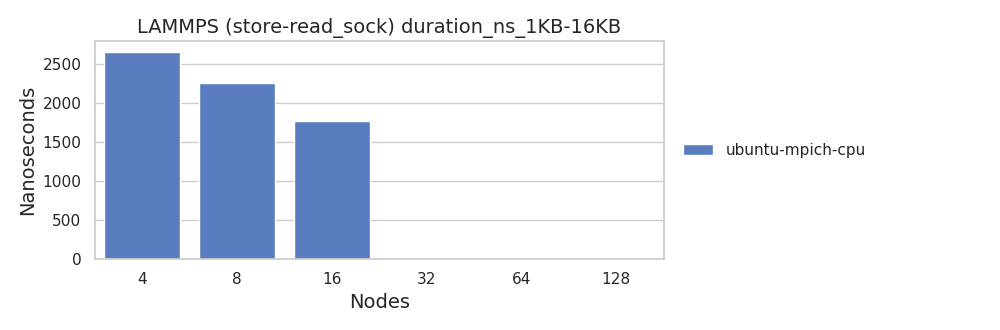 LAMMPS (store-read_sock) duration_ns_1KB-16KB
Nanoseconds
2500
2000
1500
1000
500
0
4 8 16 32 64 128
Nodes
ubuntu-mpich-cpu